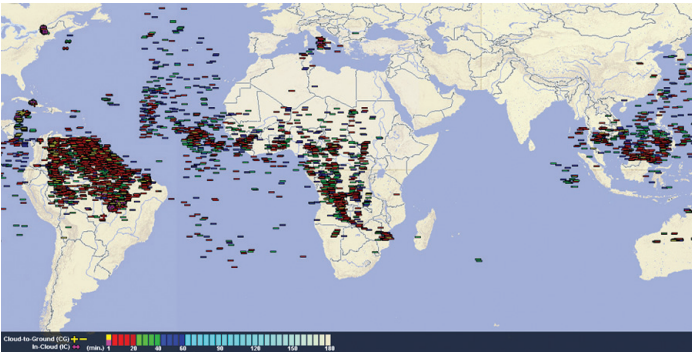 Cloud-to-Ground (CG) + −
In-Cloud (IC) (min.) 1 20 40 60 90 120 150 180